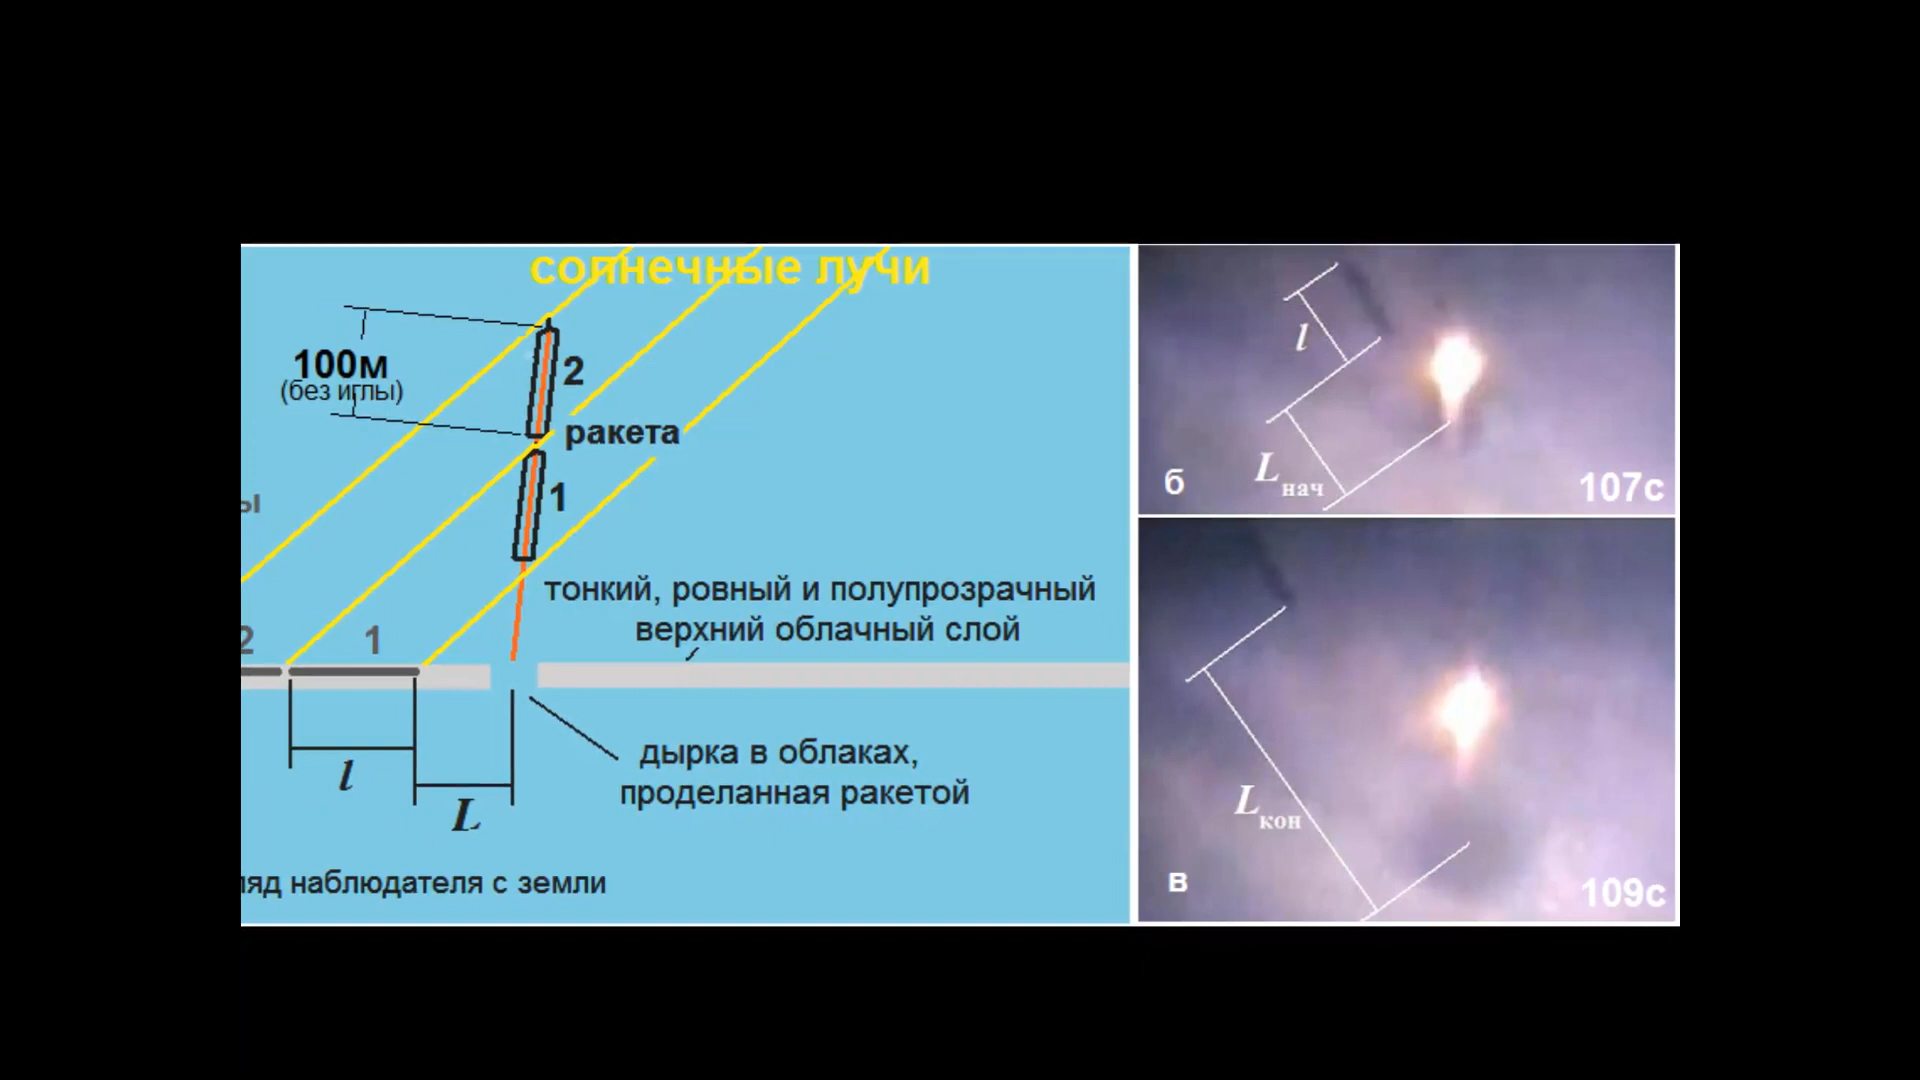 солнечные лучи
100м
(без иглы)
2
ракета
1
ы
тонкий, ровный и полупрозрачный
верхний облачный слой
2
1
дырка в облаках,
проделанная ракетой
l
L
ляд наблюдателя с земли
l
Lнач
б
107с
Lкон
в
109с